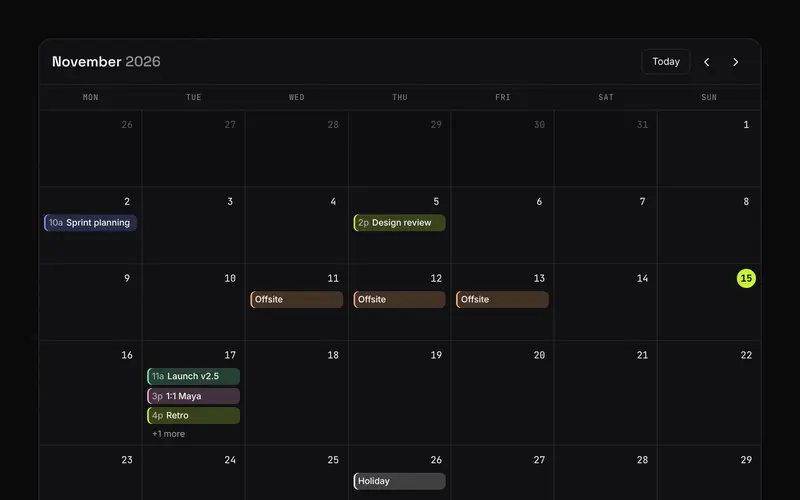 November 2026
Today
MON TUE WED THU FRI SAT SUN
26 27 28 29 30 31 1
2 3 4 5 6 7 8
10a Sprint planning
2p Design review
9 10 11 12 13 14 15
Offsite Offsite Offsite
16 17 18 19 20 21 22
11a Launch v2.5
3p 1:1 Maya
4p Retro
+1 more
23 24 25 26 27 28 29
Holiday